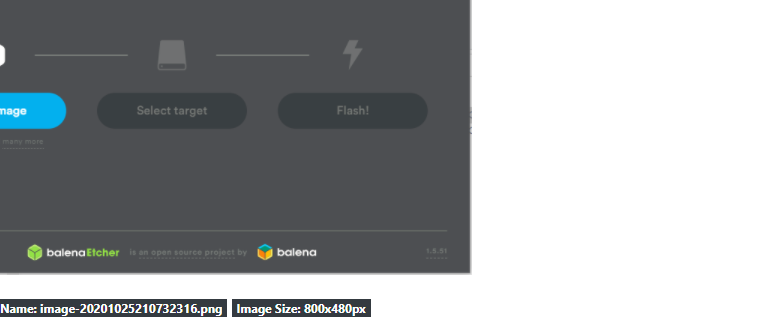 mage Select target Flash!
many more
balenaEtcher is an open source project by balena 1.5.51
Name: image-20201025210732316.png Image Size: 800x480px